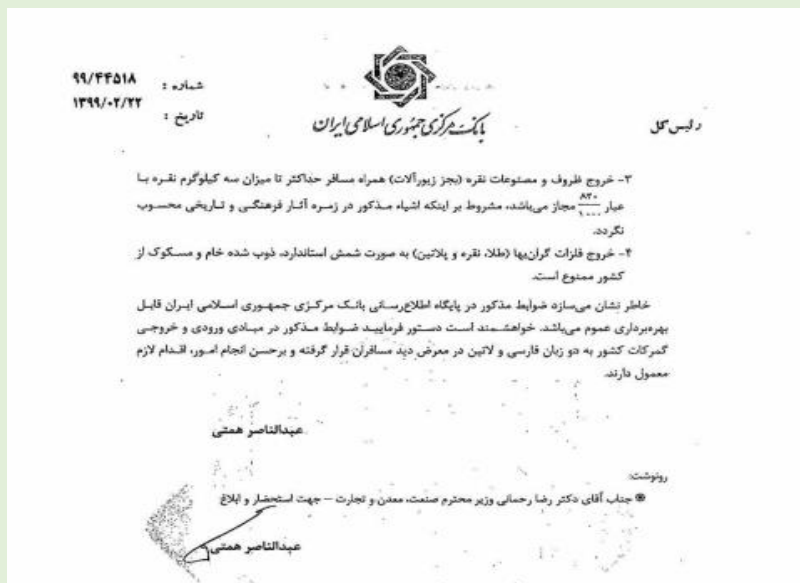 شماره : ۹۹/۴۴۵۱۸
تاریخ : ۱۳۹۹/۰۲/۲۲
بانک مرکزی جمهوری اسلامی ایران
رئیس کل
۳- خروج ظروف و مصنوعات نقره (بجز زیورآلات) همراه مسافر حداکثر تا میزان سه کیلوگرم نقره با
عیار ۸۴۰/۱۰۰۰ مجاز می‌باشد، مشروط بر اینکه اشیاء مذکور در زمره آثار فرهنگی و تاریخی محسوب
نگردد.
۴- خروج فلزات گران‌بها (طلا، نقره و پلاتین) به صورت شمش استاندارد، ذوب شده خام و مسکوک از
کشور ممنوع است.
خاطر نشان می‌سازد ضوابط مذکور در پایگاه اطلاع‌رسانی بانک مرکزی جمهوری اسلامی ایران قابل
بهره‌برداری عموم می‌باشد. خواهشمند است دستور فرمایید ضوابط مذکور در مبادی ورودی و خروجی
گمرکات کشور به دو زبان فارسی و لاتین در معرض دید مسافران قرار گرفته و برحسن انجام امور، اقدام لازم
معمول دارند.
عبدالناصر همتی
رونوشت:
جناب آقای دکتر رضا رحمانی وزیر محترم صنعت، معدن و تجارت – جهت استحضار و ابلاغ
عبدالناصر همتی